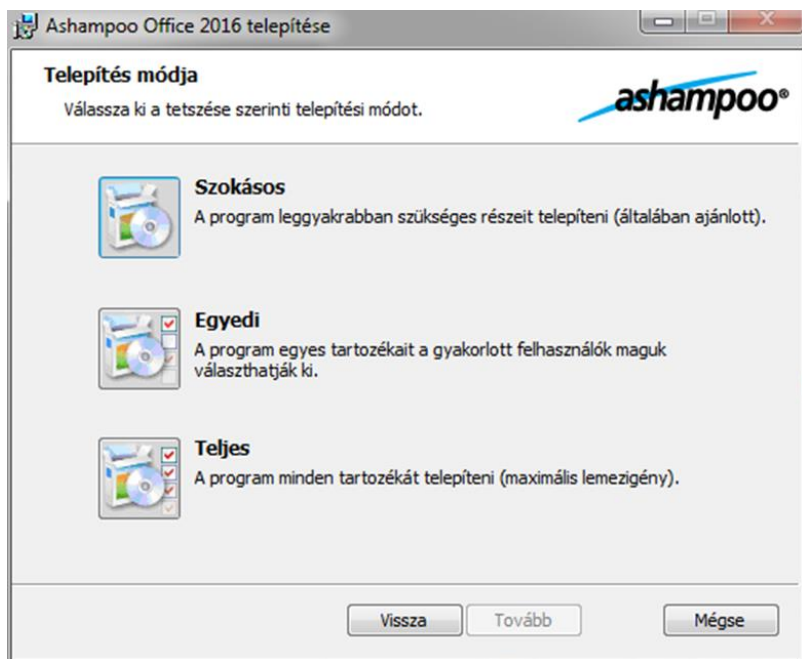 Ashampoo Office 2016 telepítése
Telepítés módja
Válassza ki a tetszése szerinti telepítési módot.
ashampoo®
Szokásos
A program leggyakrabban szükséges részeit telepíteni (általában ajánlott).
Egyedi
A program egyes tartozékait a gyakorlott felhasználók maguk
választhatják ki.
Teljes
A program minden tartozékát telepíteni (maximális lemezigény).
Vissza
Tovább
Mégse